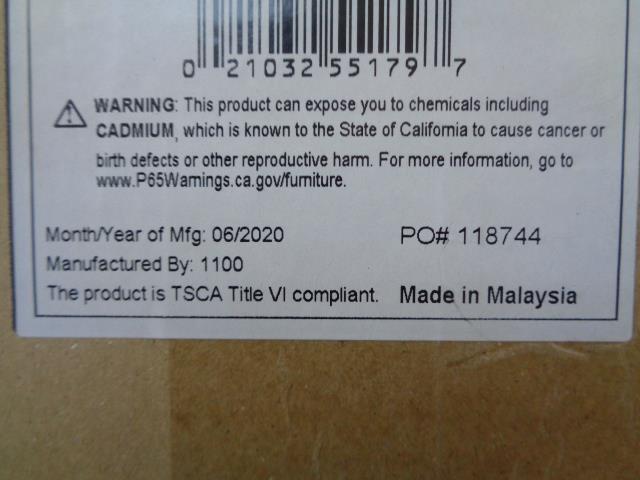 0 21032 55179 7
WARNING: This product can expose you to chemicals including
CADMIUM, which is known to the State of California to cause cancer or
birth defects or other reproductive harm. For more information, go to
www.P65Warnings.ca.gov/furniture.
Month/Year of Mfg: 06/2020 PO# 118744
Manufactured By: 1100
The product is TSCA Title VI compliant. Made in Malaysia